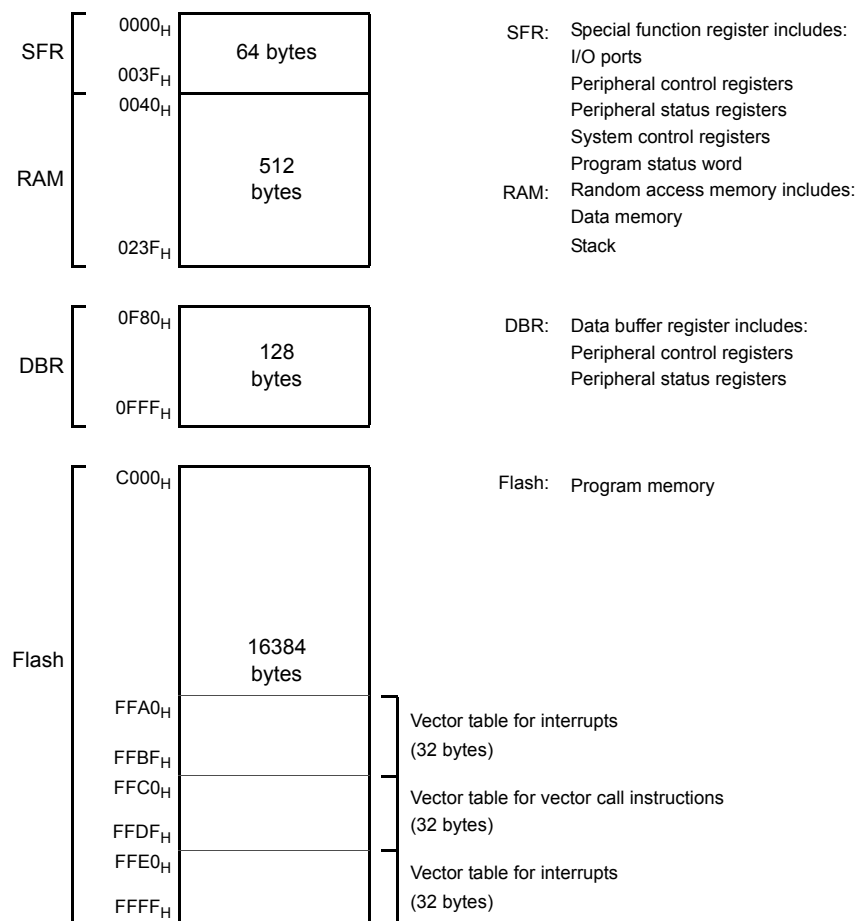 0000H
SFR
64 bytes
003FH
0040H
RAM
512
bytes
023FH
0F80H
DBR
128
bytes
0FFFH
C000H
Flash
16384
bytes
FFA0H
Vector table for interrupts
(32 bytes)
FFBFH
FFC0H
Vector table for vector call instructions
(32 bytes)
FFDFH
FFE0H
Vector table for interrupts
(32 bytes)
FFFFH
SFR: Special function register includes:
I/O ports
Peripheral control registers
Peripheral status registers
System control registers
Program status word
RAM: Random access memory includes:
Data memory
Stack
DBR: Data buffer register includes:
Peripheral control registers
Peripheral status registers
Flash: Program memory